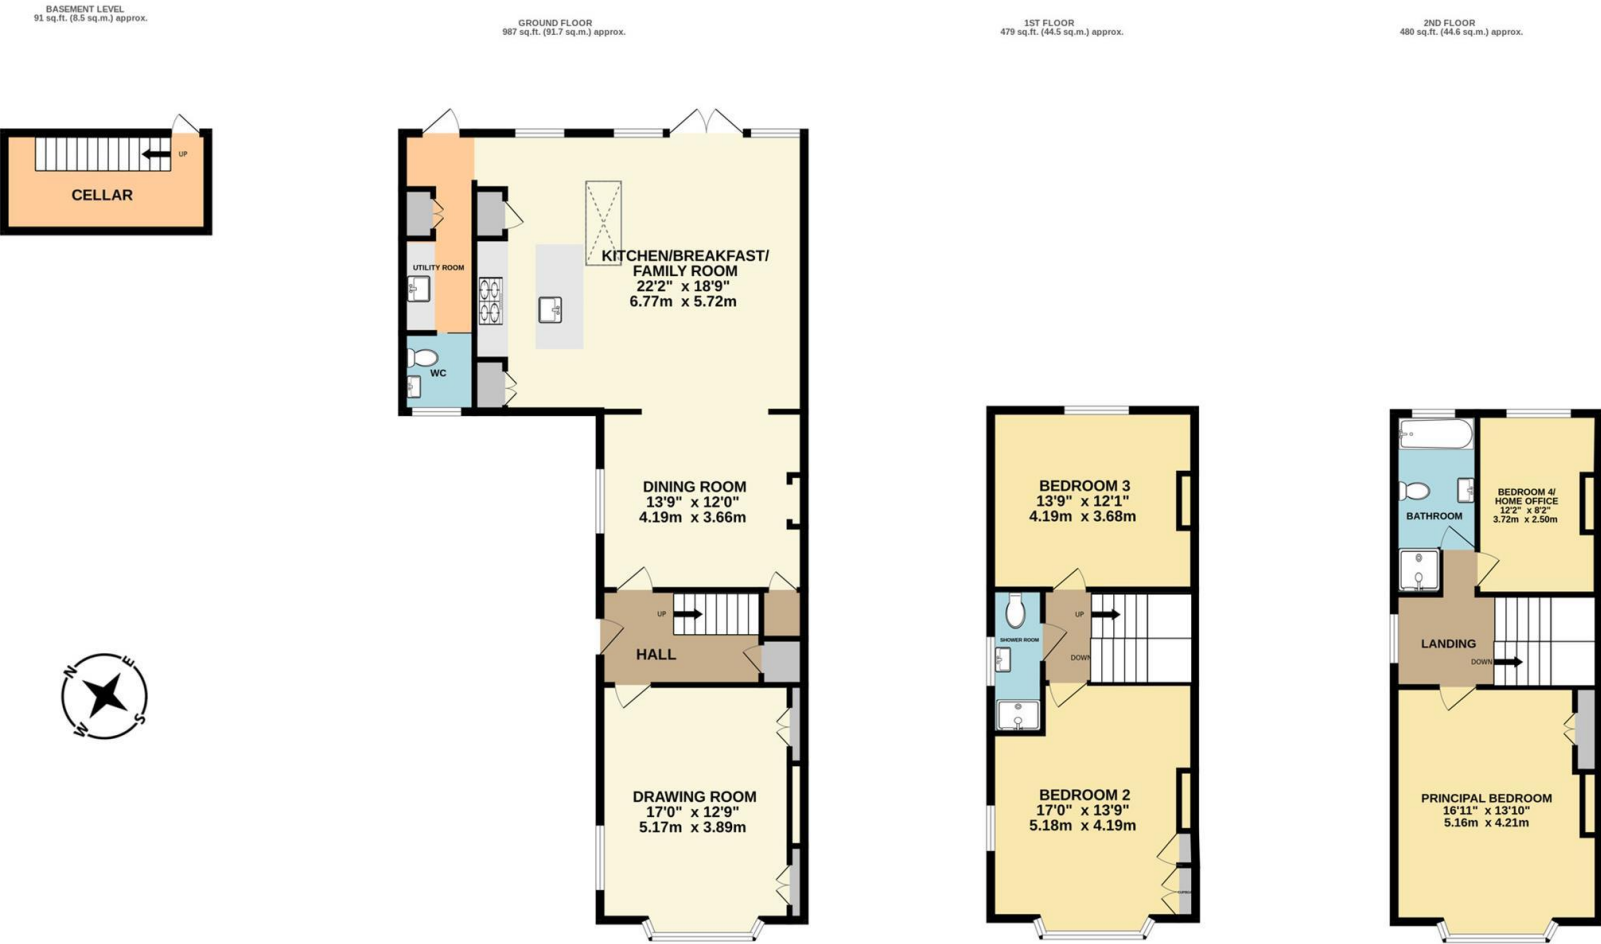 BASEMENT LEVEL
91 sq.ft. (8.5 sq.m.) approx.
GROUND FLOOR
987 sq.ft. (91.7 sq.m.) approx.
1ST FLOOR
479 sq.ft. (44.5 sq.m.) approx.
2ND FLOOR
480 sq.ft. (44.6 sq.m.) approx.
UP
CELLAR
UTILITY ROOM
WC
KITCHEN/BREAKFAST/
FAMILY ROOM
22'2" x 18'9"
6.77m x 5.72m
DINING ROOM
13'9" x 12'0"
4.19m x 3.66m
UP
HALL
DRAWING ROOM
17'0" x 12'9"
5.17m x 3.89m
N
E
S
W
BEDROOM 3
13'9" x 12'1"
4.19m x 3.68m
UP
SHOWER ROOM
DOWN
BEDROOM 2
17'0" x 13'9"
5.18m x 4.19m
BATHROOM
BEDROOM 4/
HOME OFFICE
12'2" x 8'2"
3.72m x 2.50m
LANDING
DOWN
PRINCIPAL BEDROOM
16'11" x 13'10"
5.16m x 4.21m